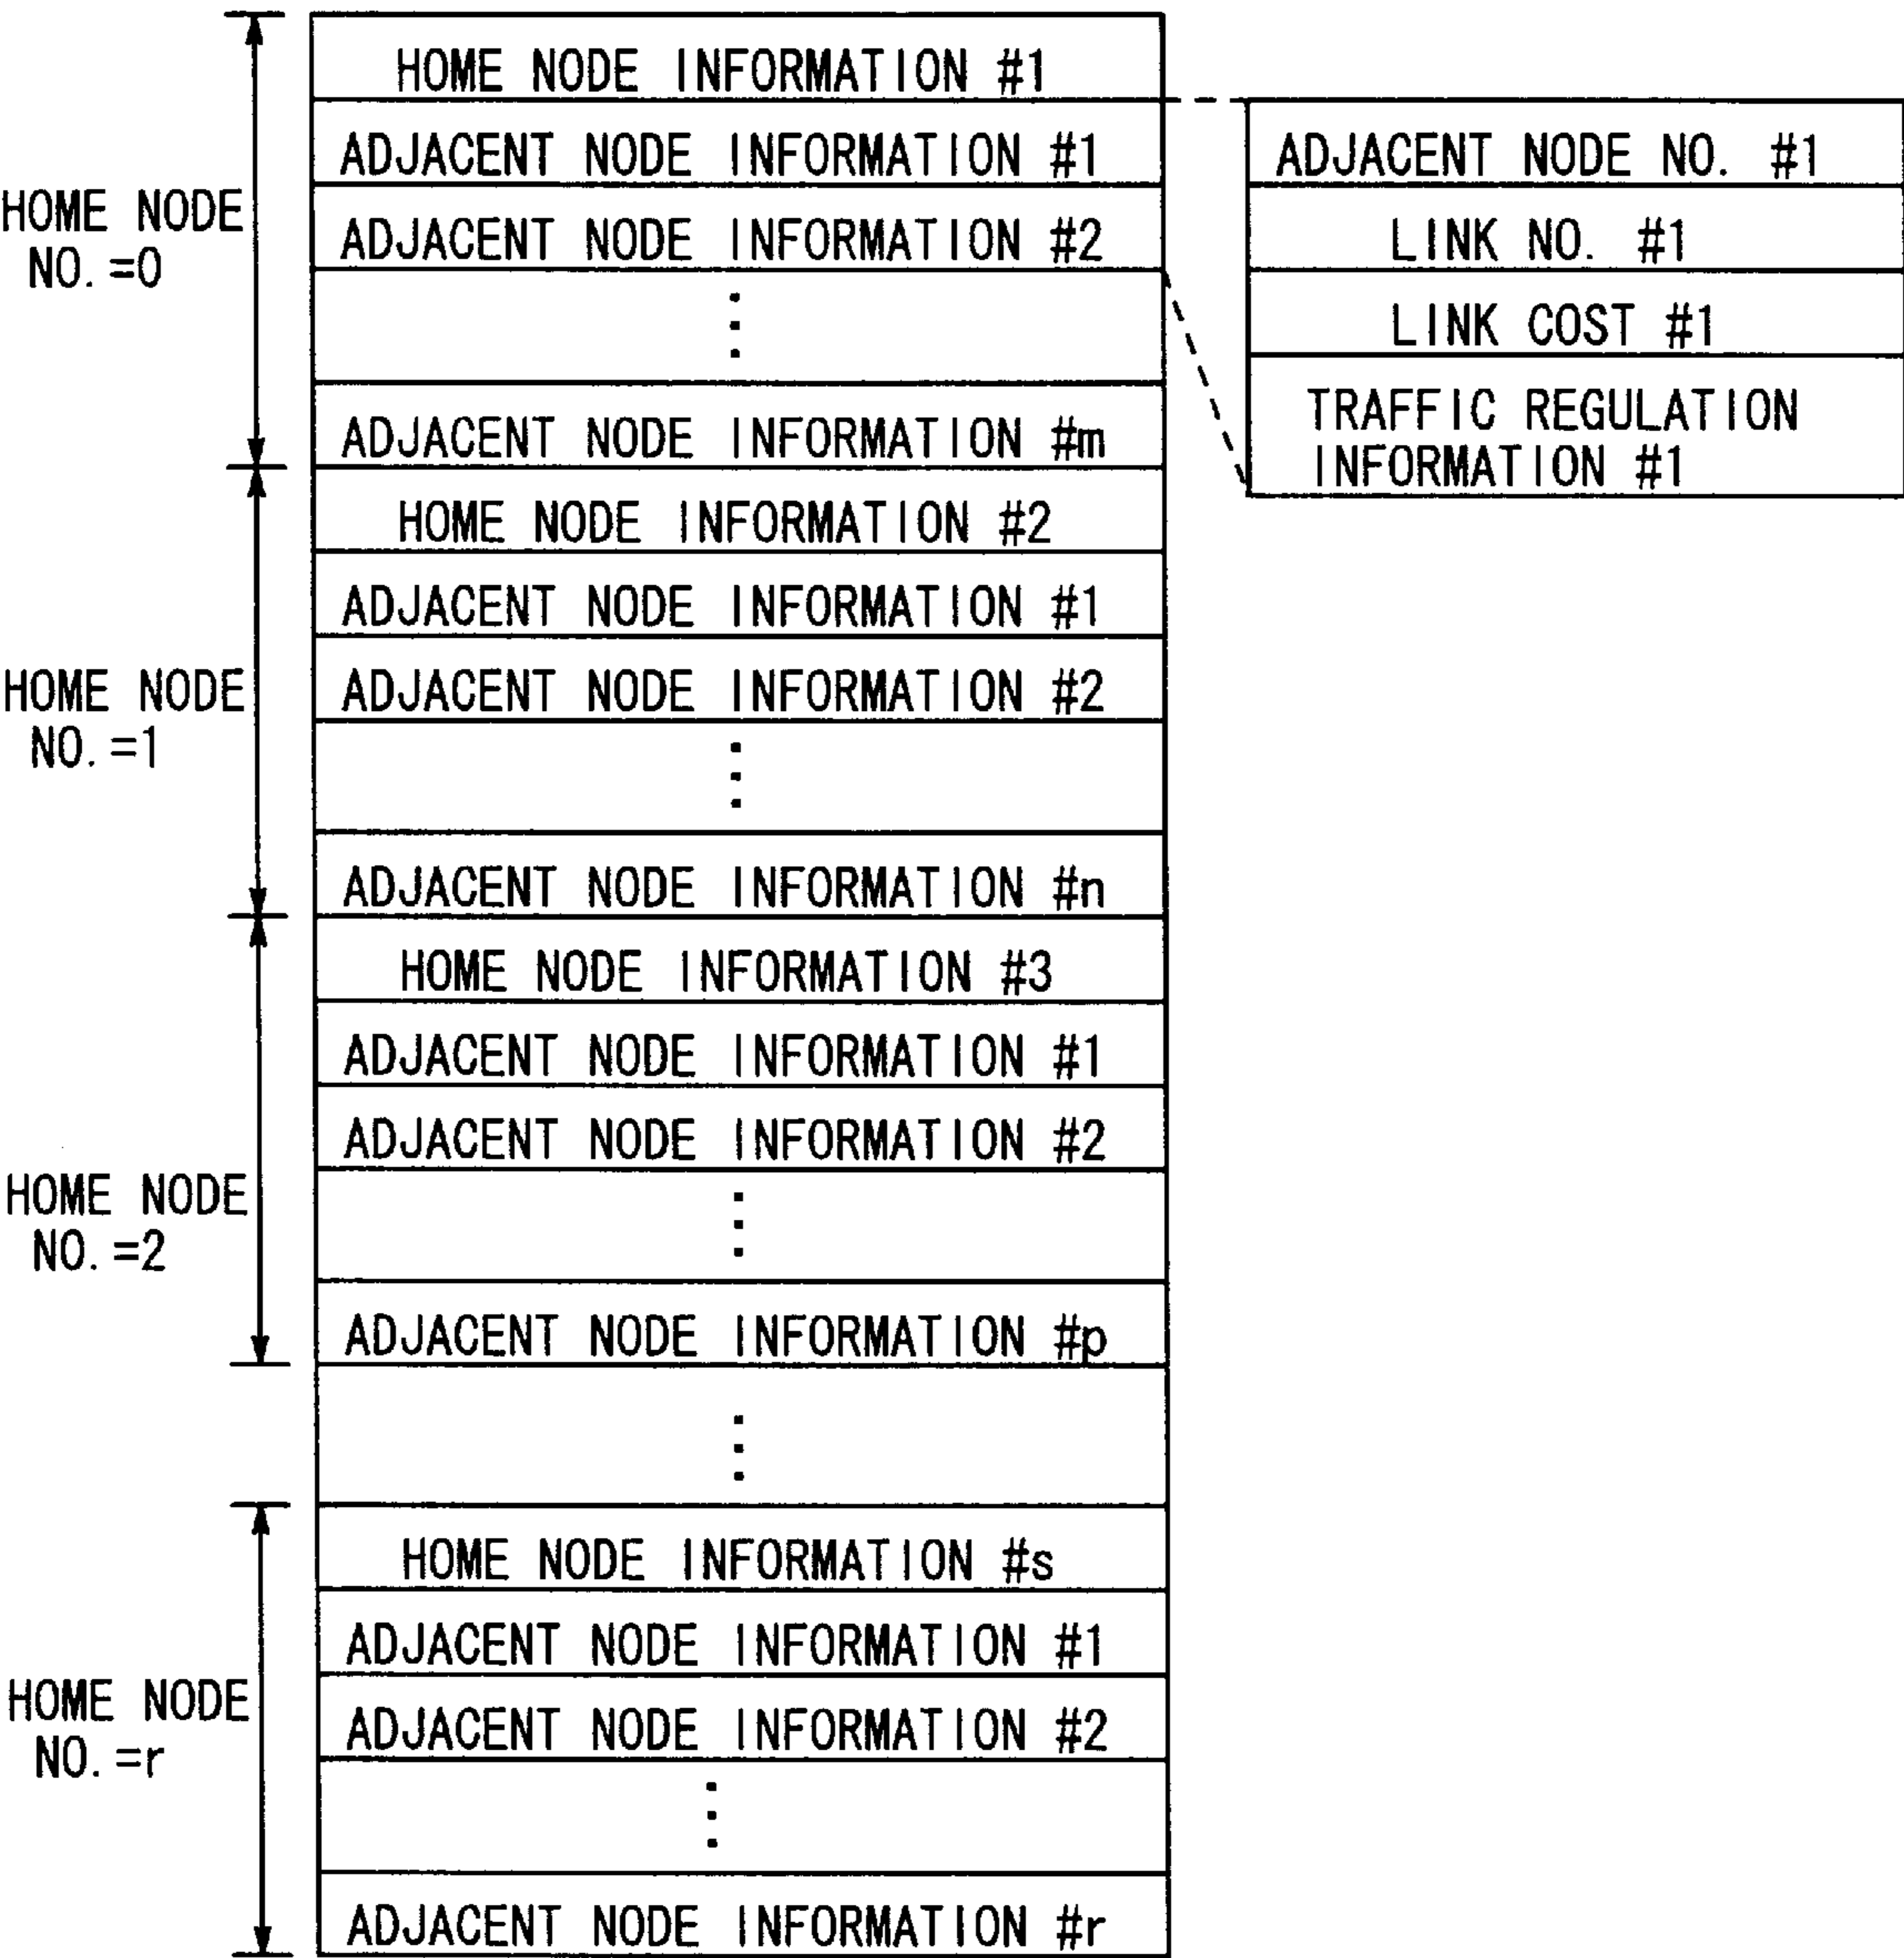 HOME NODE INFORMATION #1
ADJACENT NODE INFORMATION #1
ADJACENT NODE INFORMATION #2
ADJACENT NODE INFORMATION #m
HOME NODE
NO.=0
ADJACENT NODE NO. #1
LINK NO. #1
LINK COST #1
TRAFFIC REGULATION
INFORMATION #1
HOME NODE INFORMATION #2
ADJACENT NODE INFORMATION #1
ADJACENT NODE INFORMATION #2
ADJACENT NODE INFORMATION #n
HOME NODE
NO.=1
HOME NODE INFORMATION #3
ADJACENT NODE INFORMATION #1
ADJACENT NODE INFORMATION #2
ADJACENT NODE INFORMATION #p
HOME NODE
NO.=2
HOME NODE INFORMATION #s
ADJACENT NODE INFORMATION #1
ADJACENT NODE INFORMATION #2
ADJACENT NODE INFORMATION #r
HOME NODE
NO.=r